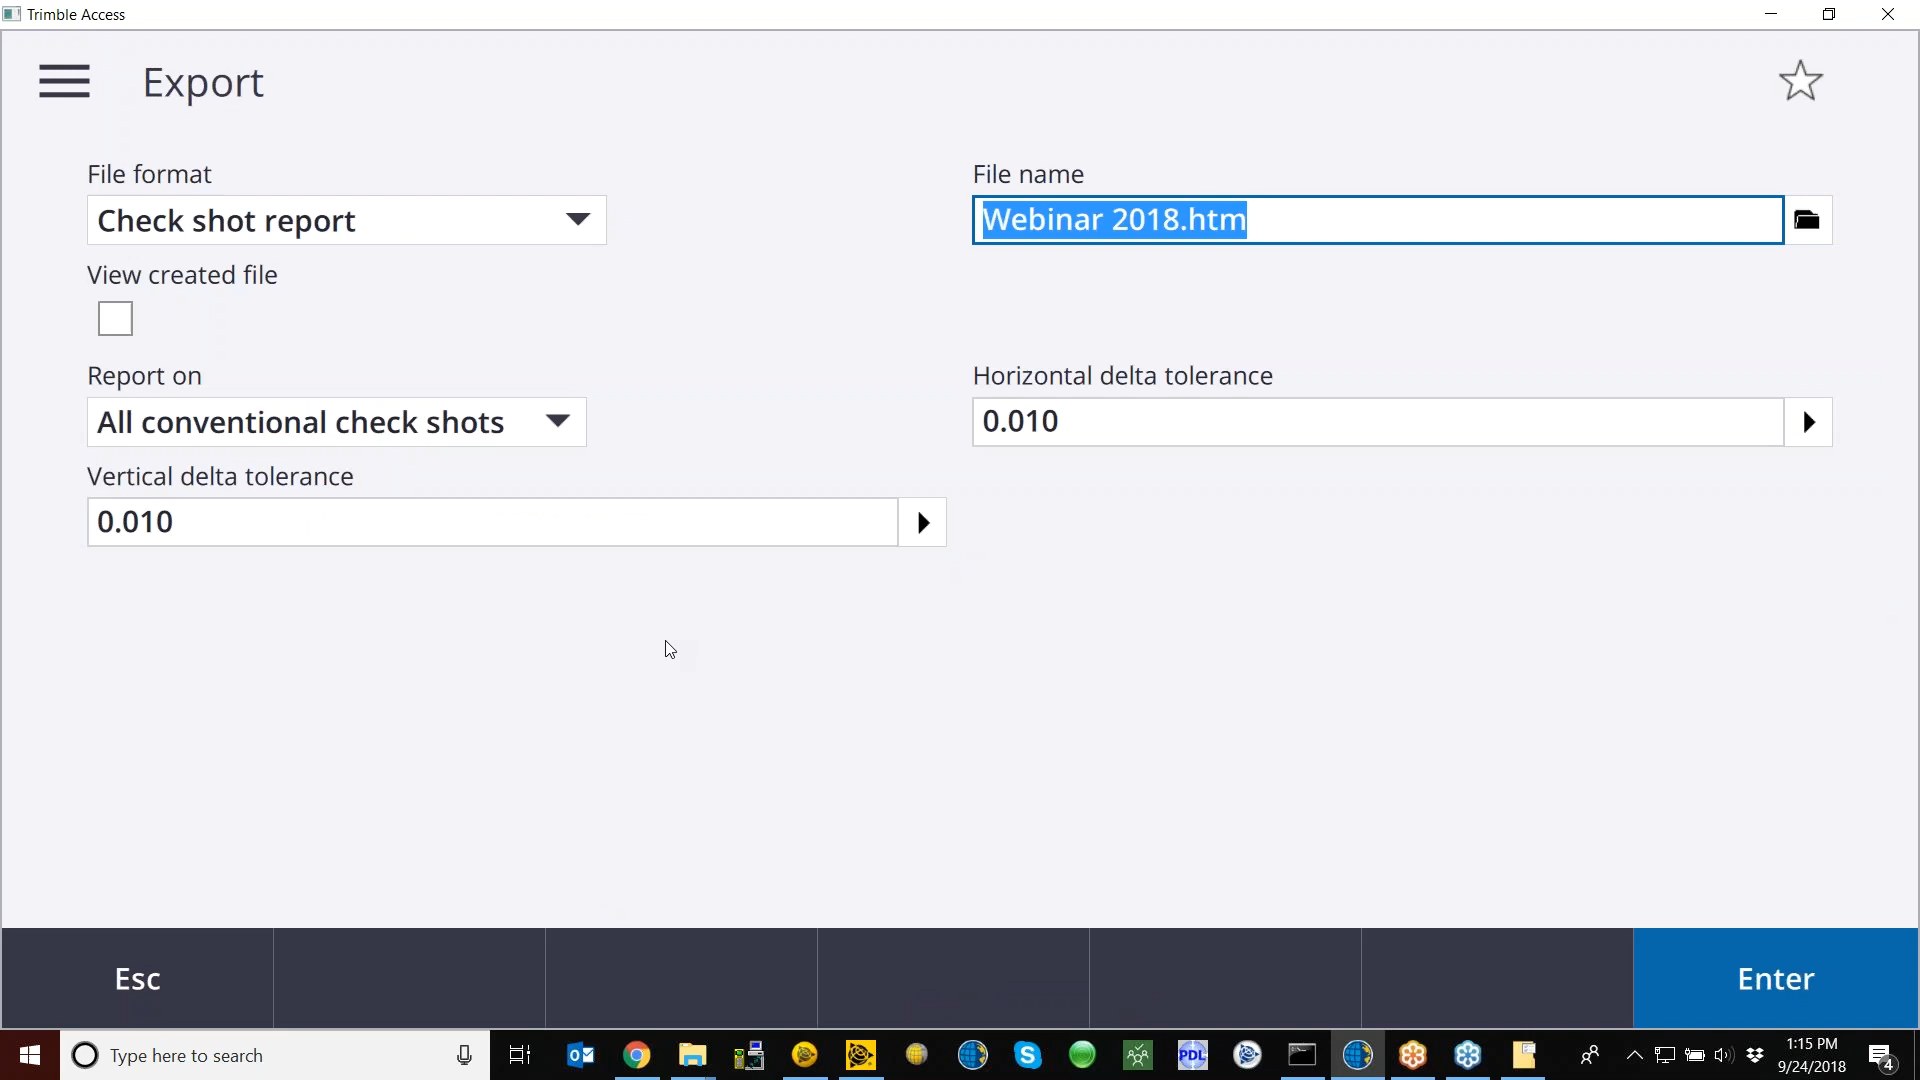 Trimble Access
Export
File format
File name
Check shot report
Webinar 2018.htm
View created file
Report on
Horizontal delta tolerance
All conventional check shots
0.010
Vertical delta tolerance
0.010
Esc
Enter
Type here to search
PDL
1:15 PM
9/24/2018
4